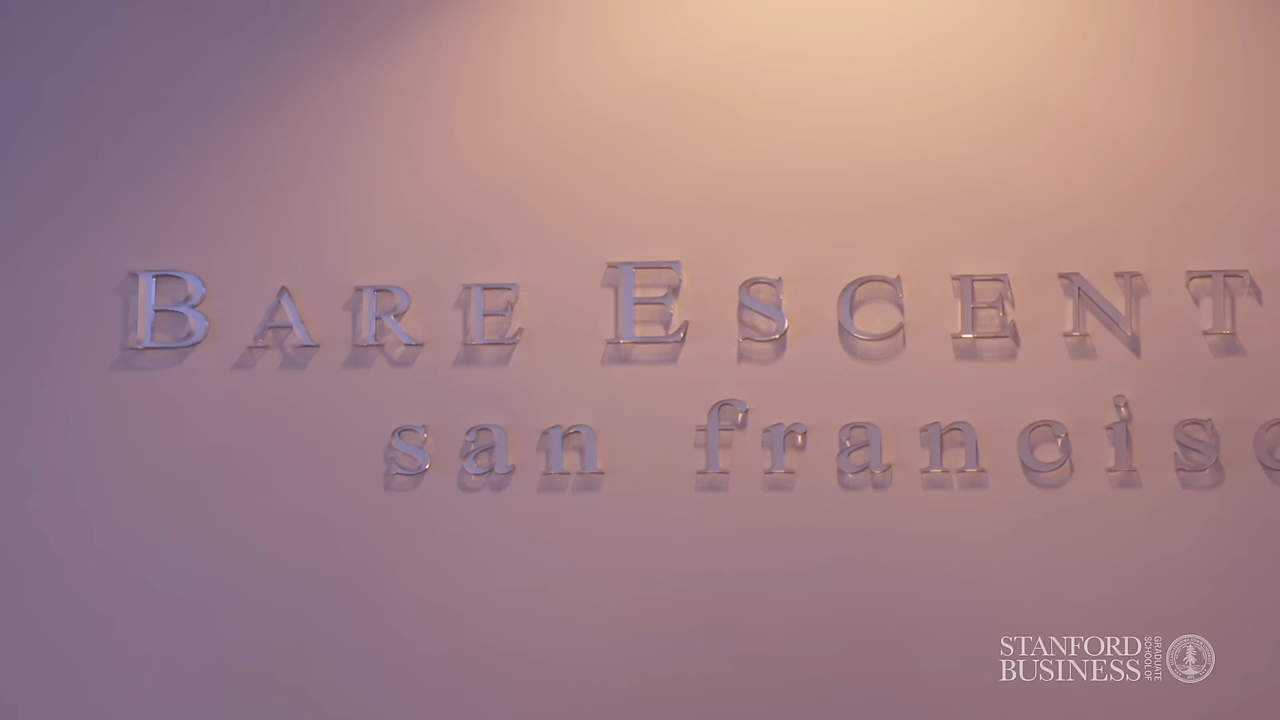 BARE ESCENT
san francisc
STANFORD
BUSINESS
GRADUATE
SCHOOL OF